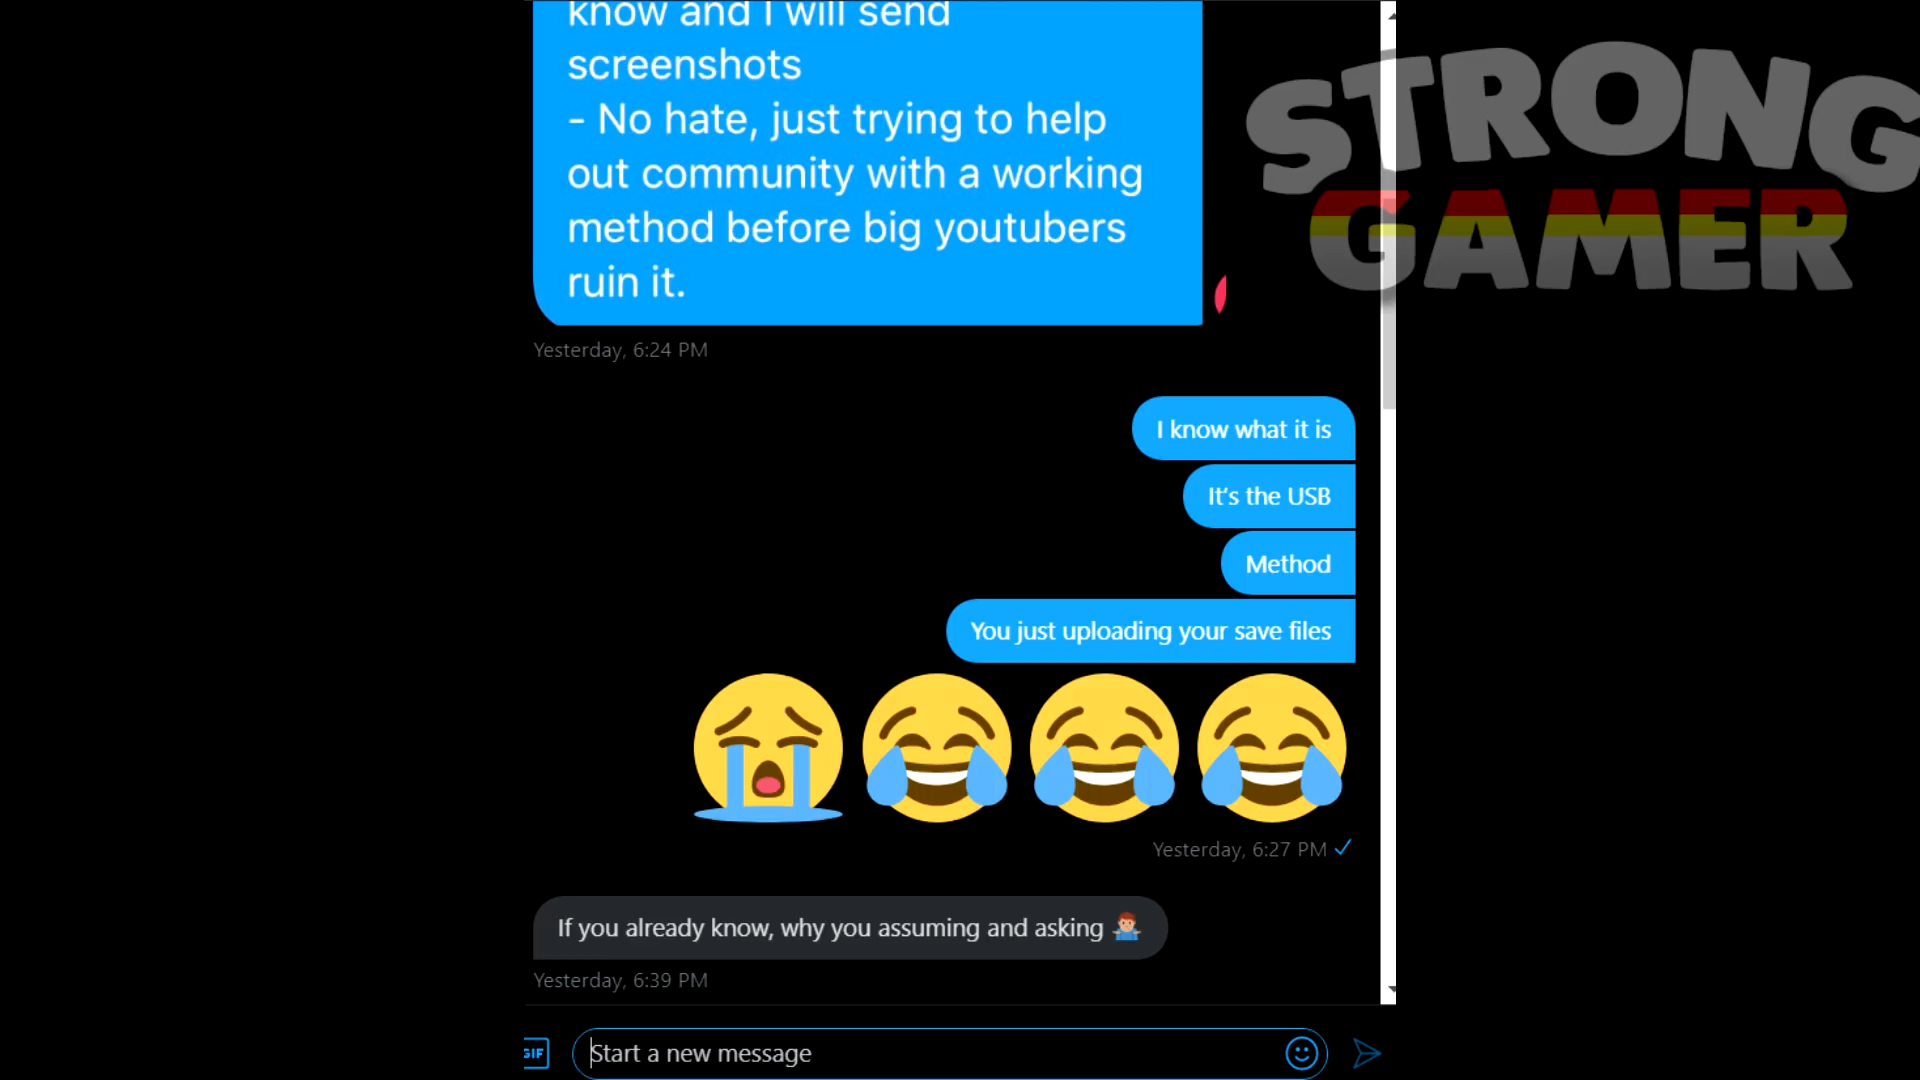 know and I will send
screenshots
- No hate, just trying to help
out community with a working
method before big youtubers
ruin it.
STRONG
GAMER
Yesterday, 6:24 PM
I know what it is
It's the USB
Method
You just uploading your save files
Yesterday, 6:27 PM
If you already know, why you assuming and asking
Yesterday, 6:39 PM
GIF
Start a new message